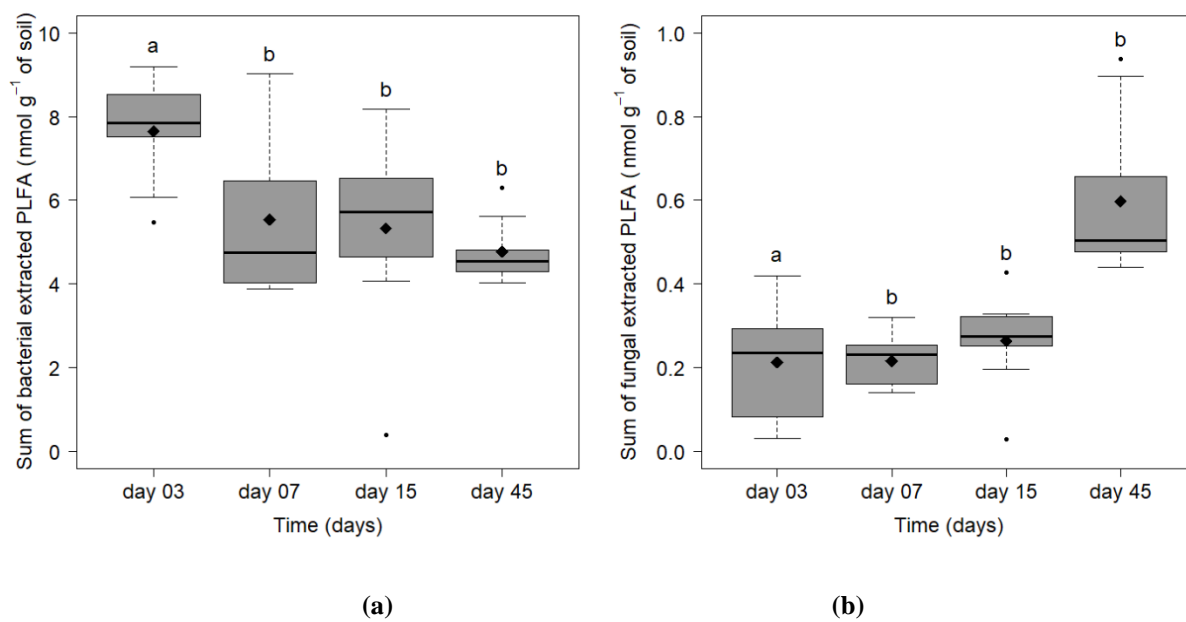 Sum of bacterial extracted PLFA ( nmol g⁻¹ of soil)
10
8
6
4
2
0
a
b
b
b
day 03
day 07
day 15
day 45
Time (days)
(a)
Sum of fungal extracted PLFA ( nmol g⁻¹ of soil)
1.0
0.8
0.6
0.4
0.2
0.0
a
b
b
b
day 03
day 07
day 15
day 45
Time (days)
(b)